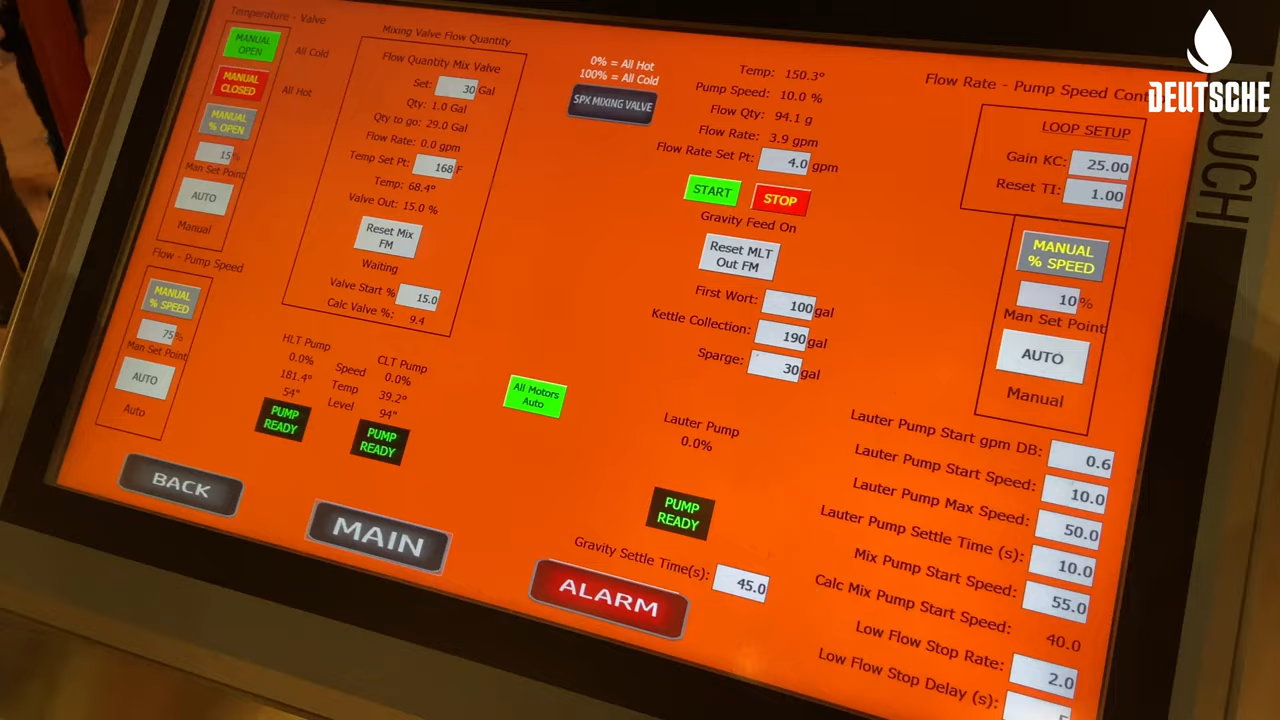 Temperature - Valve
MANUAL
OPEN
All Cold
MANUAL
CLOSED
All Hot
MANUAL
% OPEN
15%
Man Set Point
AUTO
Manual
Flow - Pump Speed
MANUAL
% SPEED
75%
Man Set Point
AUTO
Auto
Mixing Valve Flow Quantity
Flow Quantity Mix Valve
Set: 30 Gal
Qty: 1.0 Gal
Qty to go: 29.0 Gal
Flow Rate: 0.0 gpm
Temp Set Pt: 168 F
Temp: 68.4°
Valve Out: 15.0 %
Reset Mix
FM
Waiting
Valve Start % 15.0
Calc Valve %: 9.4
HLT Pump
CLT Pump
0.0% Speed 0.0%
181.4° Temp 39.2°
54" Level 94"
PUMP
READY
PUMP
READY
0% = All Hot
100% = All Cold
SPX MIXING VALVE
All Motors
Auto
Temp: 150.3°
Pump Speed: 10.0 %
Flow Qty: 94.1 g
Flow Rate: 3.9 gpm
Flow Rate Set Pt: 4.0 gpm
START
STOP
Gravity Feed On
Reset MLT
Out FM
First Wort: 100 gal
Kettle Collection: 190 gal
Sparge: 30 gal
Lauter Pump
0.0%
PUMP
READY
Gravity Settle Time(s): 45.0
Flow Rate - Pump Speed Cont
LOOP SETUP
Gain KC: 25.00
Reset TI: 1.00
MANUAL
% SPEED
10 %
Man Set Point
AUTO
Manual
Lauter Pump Start gpm DB: 0.6
Lauter Pump Start Speed: 10.0
Lauter Pump Max Speed: 50.0
Lauter Pump Settle Time (s): 10.0
Mix Pump Start Speed: 55.0
Calc Mix Pump Start Speed: 40.0
Low Flow Stop Rate: 2.0
Low Flow Stop Delay (s):
BACK
MAIN
ALARM
DEUTSCHE
OUCH